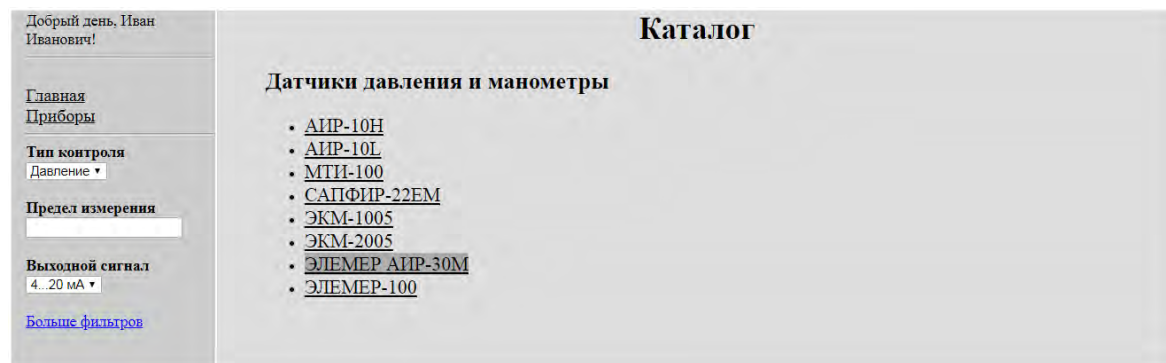 Добрый день, Иван
Иванович!
Главная
Приборы
Тип контроля
Давление
Предел измерения
Выходной сигнал
4...20 мА
Больше фильтров
Каталог
Датчики давления и манометры
АИР-10Н
АИР-10L
МТИ-100
САПФИР-22ЕМ
ЭКМ-1005
ЭКМ-2005
ЭЛЕМЕР АИР-30М
ЭЛЕМЕР-100